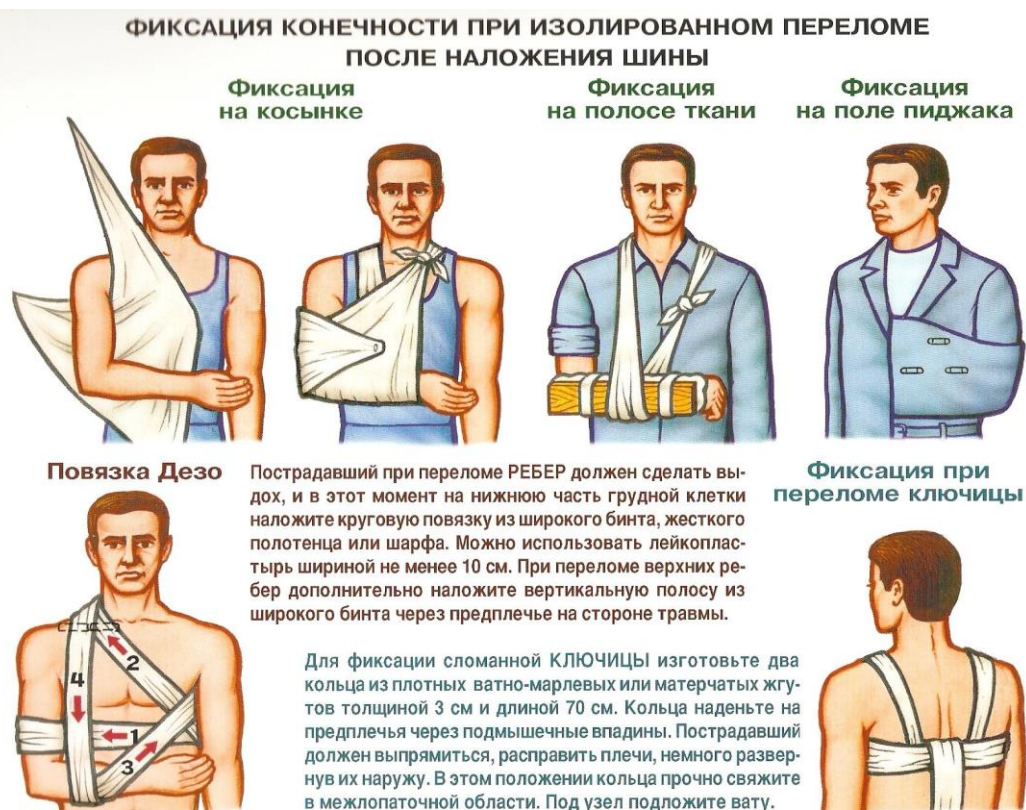 ФИКСАЦИЯ КОНЕЧНОСТИ ПРИ ИЗОЛИРОВАННОМ ПЕРЕЛОМЕ
ПОСЛЕ НАЛОЖЕНИЯ ШИНЫ
Фиксация
на косынке
Фиксация
на полосе ткани
Фиксация
на поле пиджака
Повязка Дезо
2
4
1
3
Пострадавший при переломе РЕБЕР должен сделать вы-
дох, и в этот момент на нижнюю часть грудной клетки
наложите круговую повязку из широкого бинта, жесткого
полотенца или шарфа. Можно использовать лейкоплас-
тырь шириной не менее 10 см. При переломе верхних ре-
бер дополнительно наложите вертикальную полосу из
широкого бинта через предплечье на стороне травмы.
Фиксация при
переломе ключицы
Для фиксации сломанной КЛЮЧИЦЫ изготовьте два
кольца из плотных ватно-марлевых или матерчатых жгу-
тов толщиной 3 см и длиной 70 см. Кольца наденьте на
предплечья через подмышечные впадины. Пострадавший
должен выпрямиться, расправить плечи, немного развер-
нув их наружу. В этом положении кольца прочно свяжите
в межлопаточной области. Под узел подложите вату.